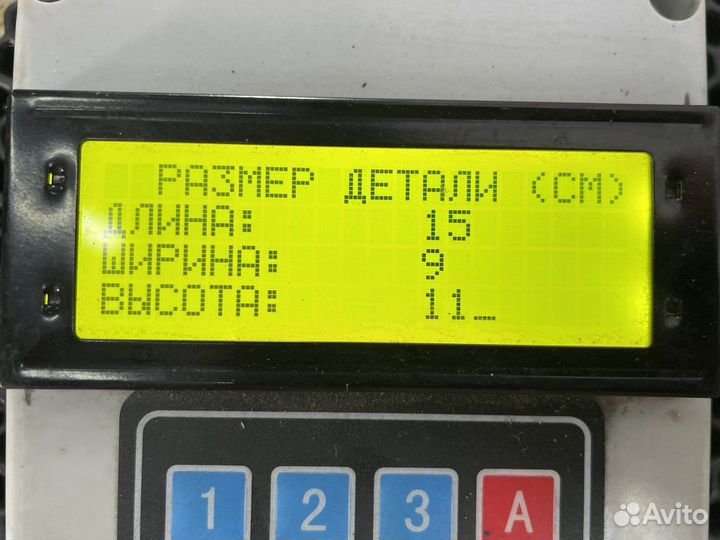 РАЗМЕР ДЕТАЛИ (СМ)
ДЛИНА: 15
ШИРИНА: 9
ВЫСОТА: 11_
1 2 3 A
Avito